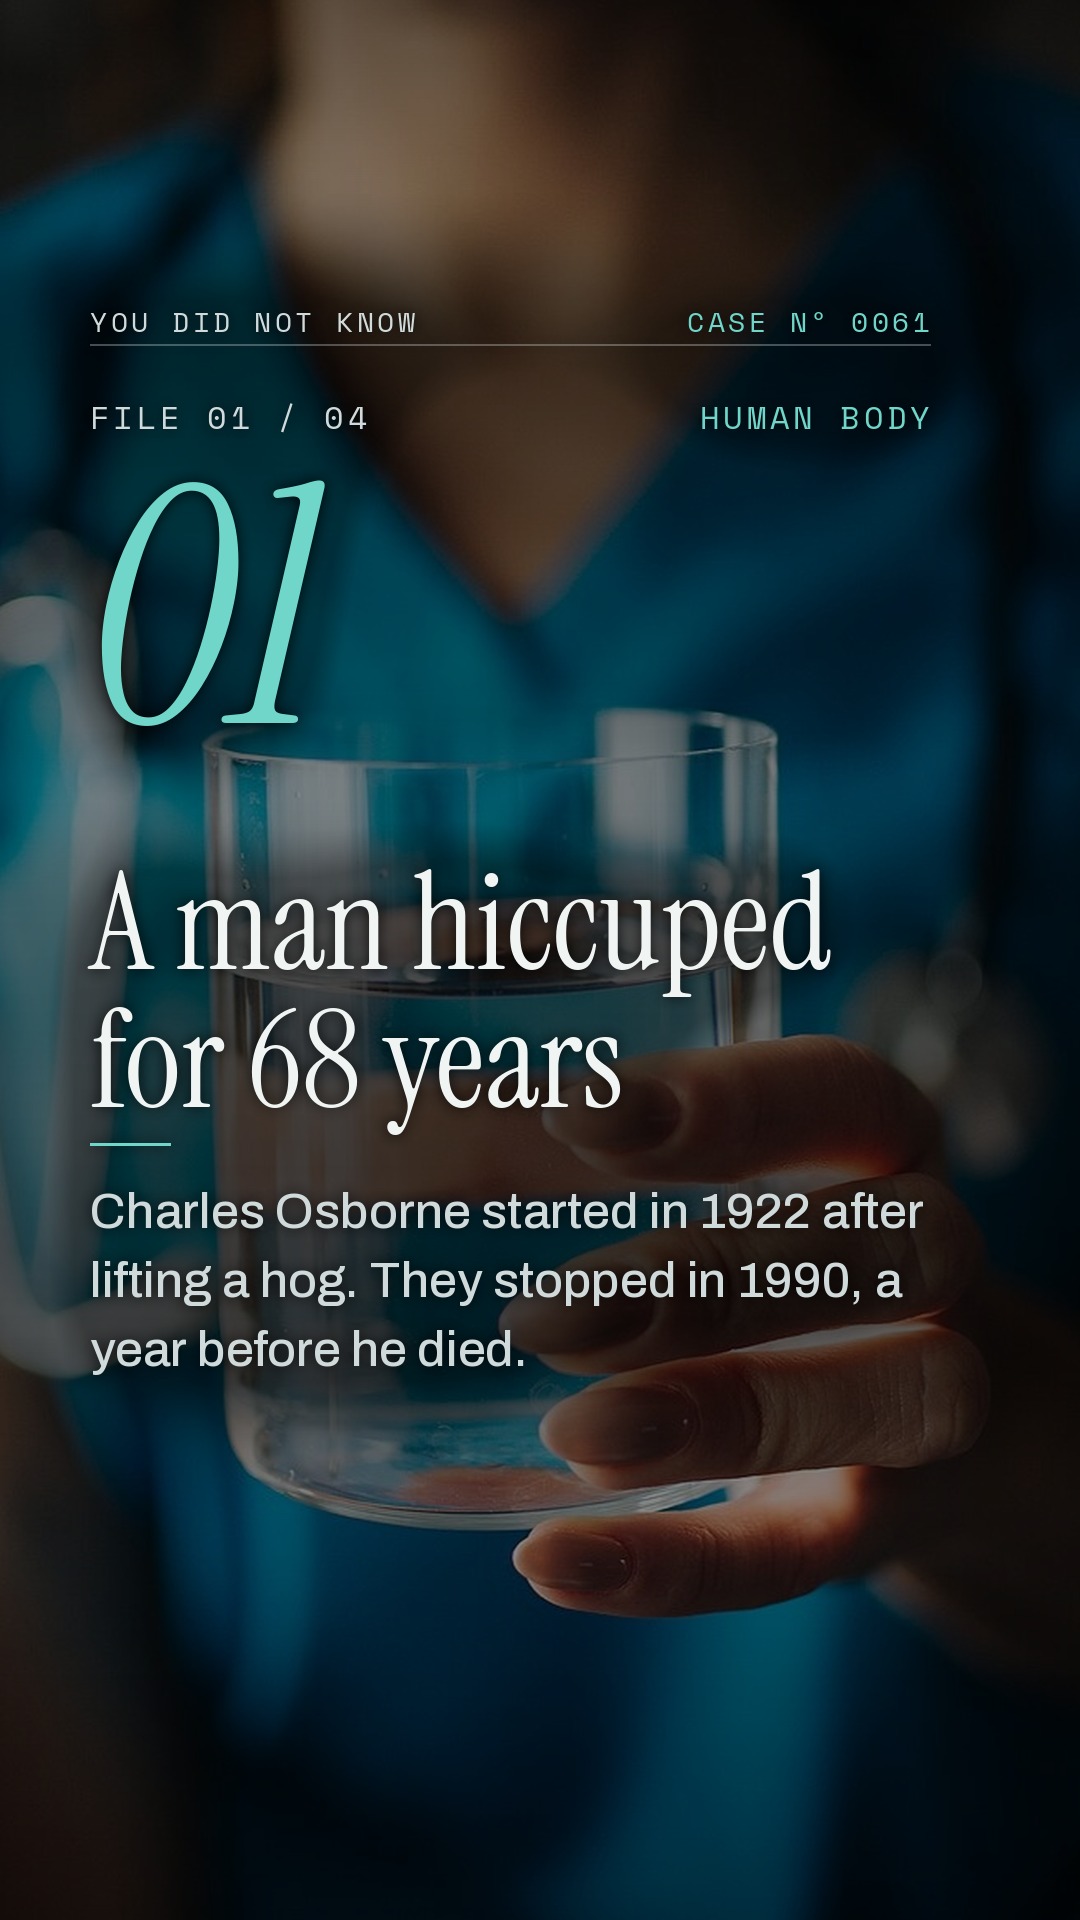 YOU DID NOT KNOW CASE N° 0061
FILE 01 / 04 HUMAN BODY
01
A man hiccuped
for 68 years
Charles Osborne started in 1922 after
lifting a hog. They stopped in 1990, a
year before he died.